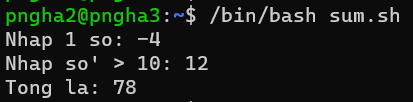 pngha2@pngha3:~$ /bin/bash sum.sh
Nhap 1 so: -4
Nhap so' > 10: 12
Tong la: 78